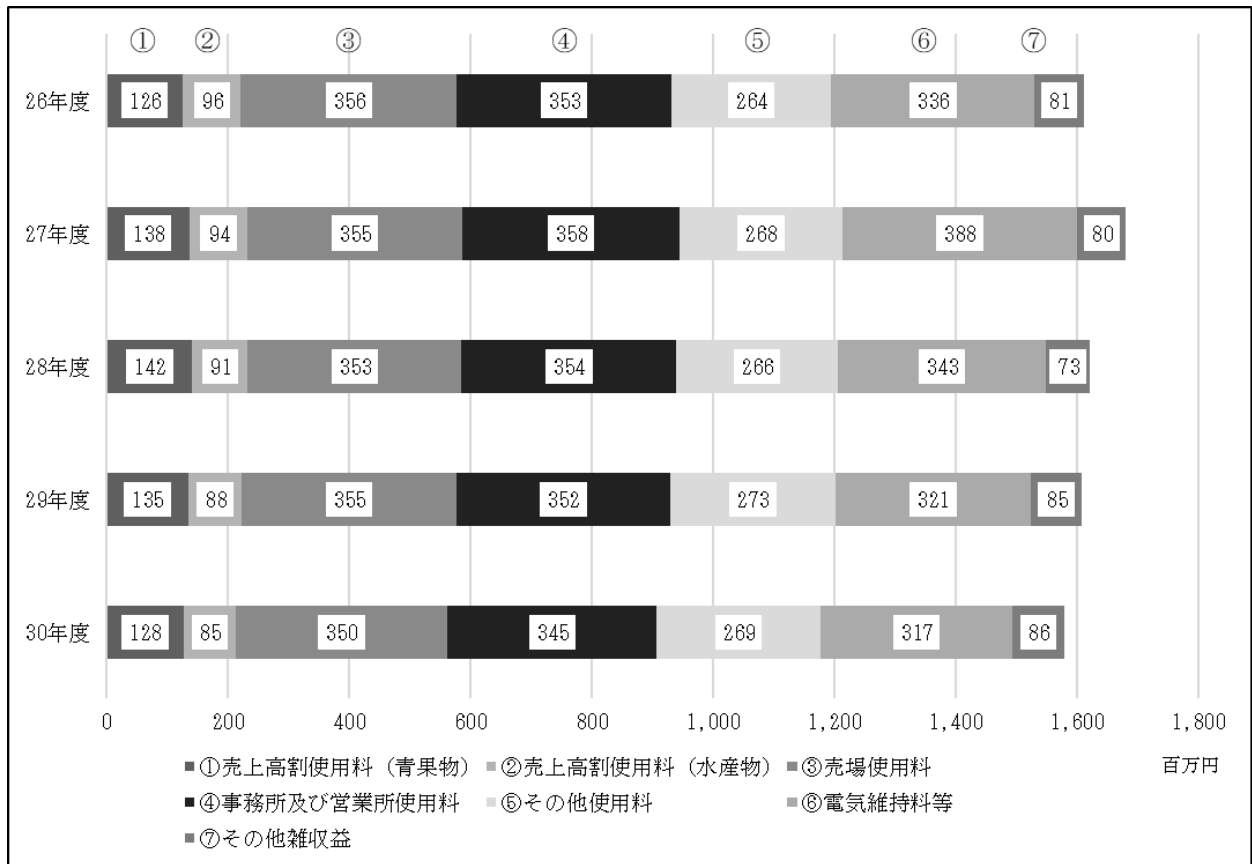 ① ② ③ ④ ⑤ ⑥ ⑦
26年度 126 96 356 353 264 336 81
27年度 138 94 355 358 268 388 80
28年度 142 91 353 354 266 343 73
29年度 135 88 355 352 273 321 85
30年度 128 85 350 345 269 317 86
0 200 400 600 800 1,000 1,200 1,400 1,600 1,800
①売上高割使用料（青果物） ②売上高割使用料（水産物） ③売場使用料 百万円
④事務所及び営業所使用料 ⑤その他使用料 ⑥電気維持料等
⑦その他雑収益